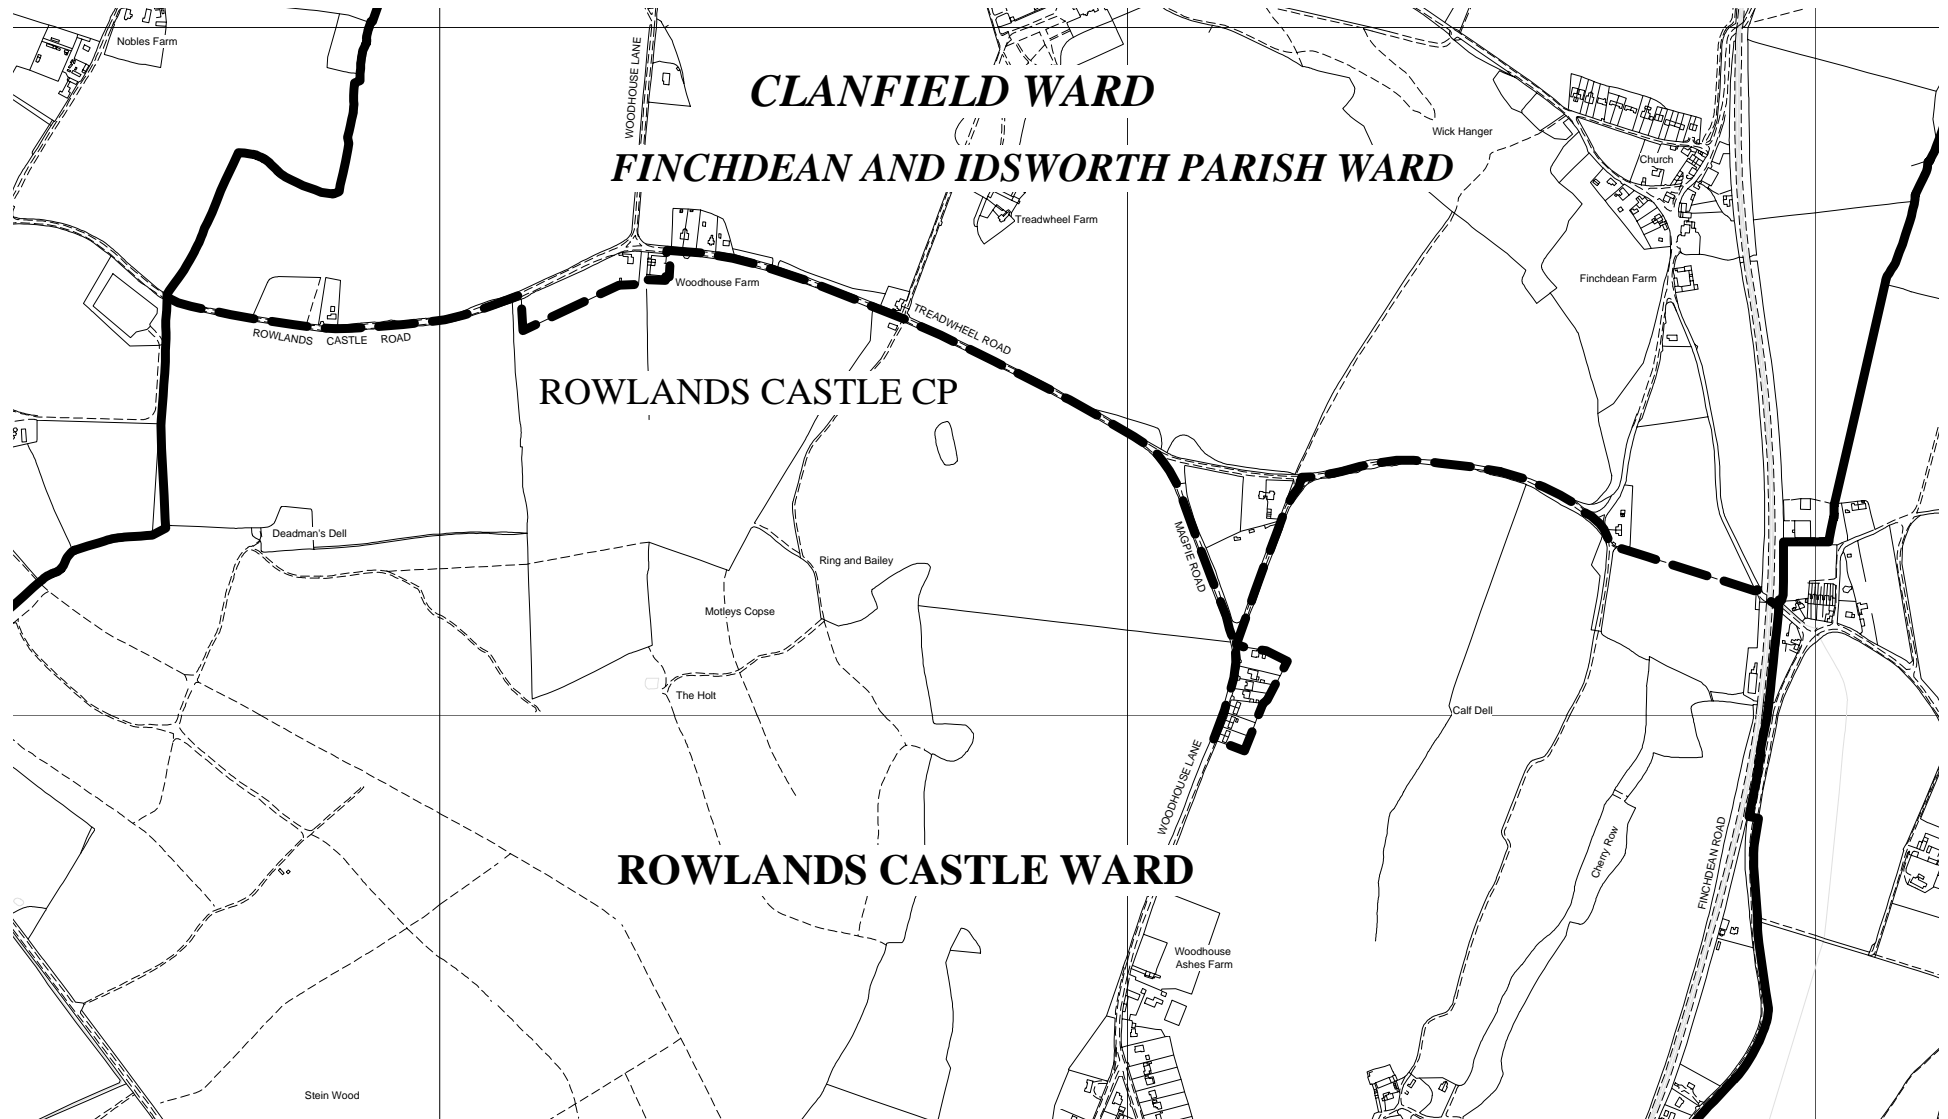 Nobles Farm
WOODHOUSE LANE
CLANFIELD WARD
Wick Hanger
FINCHDEAN AND IDSWORTH PARISH WARD
Church
Treadwheel Farm
Woodhouse Farm
Finchdean Farm
ROWLANDS CASTLE ROAD
TREADWHEEL ROAD
ROWLANDS CASTLE CP
Deadman's Dell
Ring and Bailey
MAGPIE ROAD
Motleys Copse
The Holt
Calf Dell
WOODHOUSE LANE
Cherry Row
FINCHDEAN ROAD
ROWLANDS CASTLE WARD
Woodhouse
Ashes Farm
Stein Wood